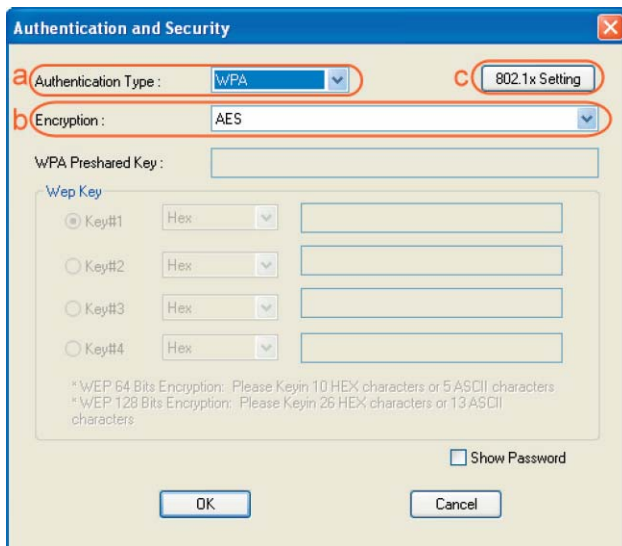 Authentication and Security
a Authentication Type : WPA c 802.1x Setting
b Encryption : AES
WPA Preshared Key :
Wep Key
Key#1 Hex
Key#2 Hex
Key#3 Hex
Key#4 Hex
* WEP 64 Bits Encryption: Please Keyin 10 HEX characters or 5 ASCII characters
* WEP 128 Bits Encryption: Please Keyin 26 HEX characters or 13 ASCII
characters
Show Password
OK Cancel